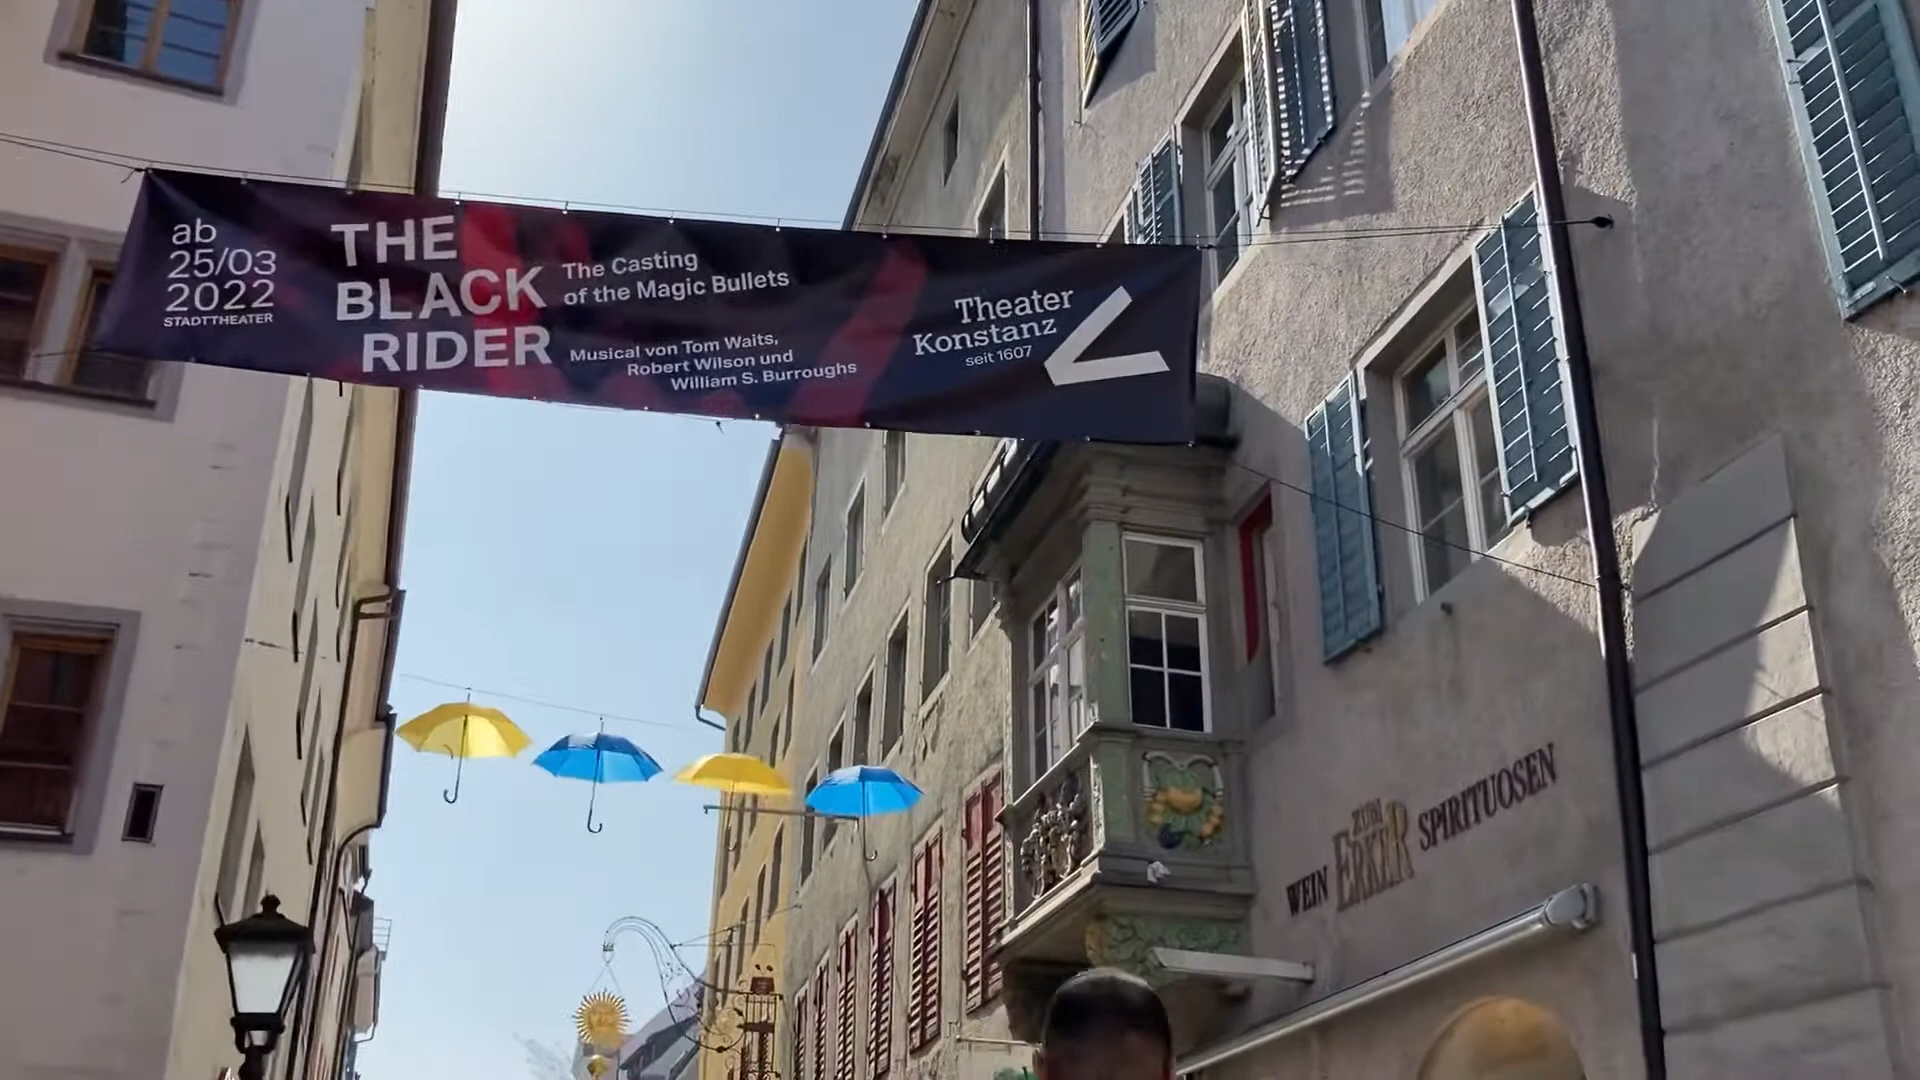 ab
25/03
2022
STADTTHEATER
THE
BLACK
RIDER
The Casting
of the Magic Bullets
Musical von Tom Waits,
Robert Wilson und
William S. Burroughs
Theater
Konstanz
seit 1607
WEIN ZUM ERKER SPIRITUOSEN